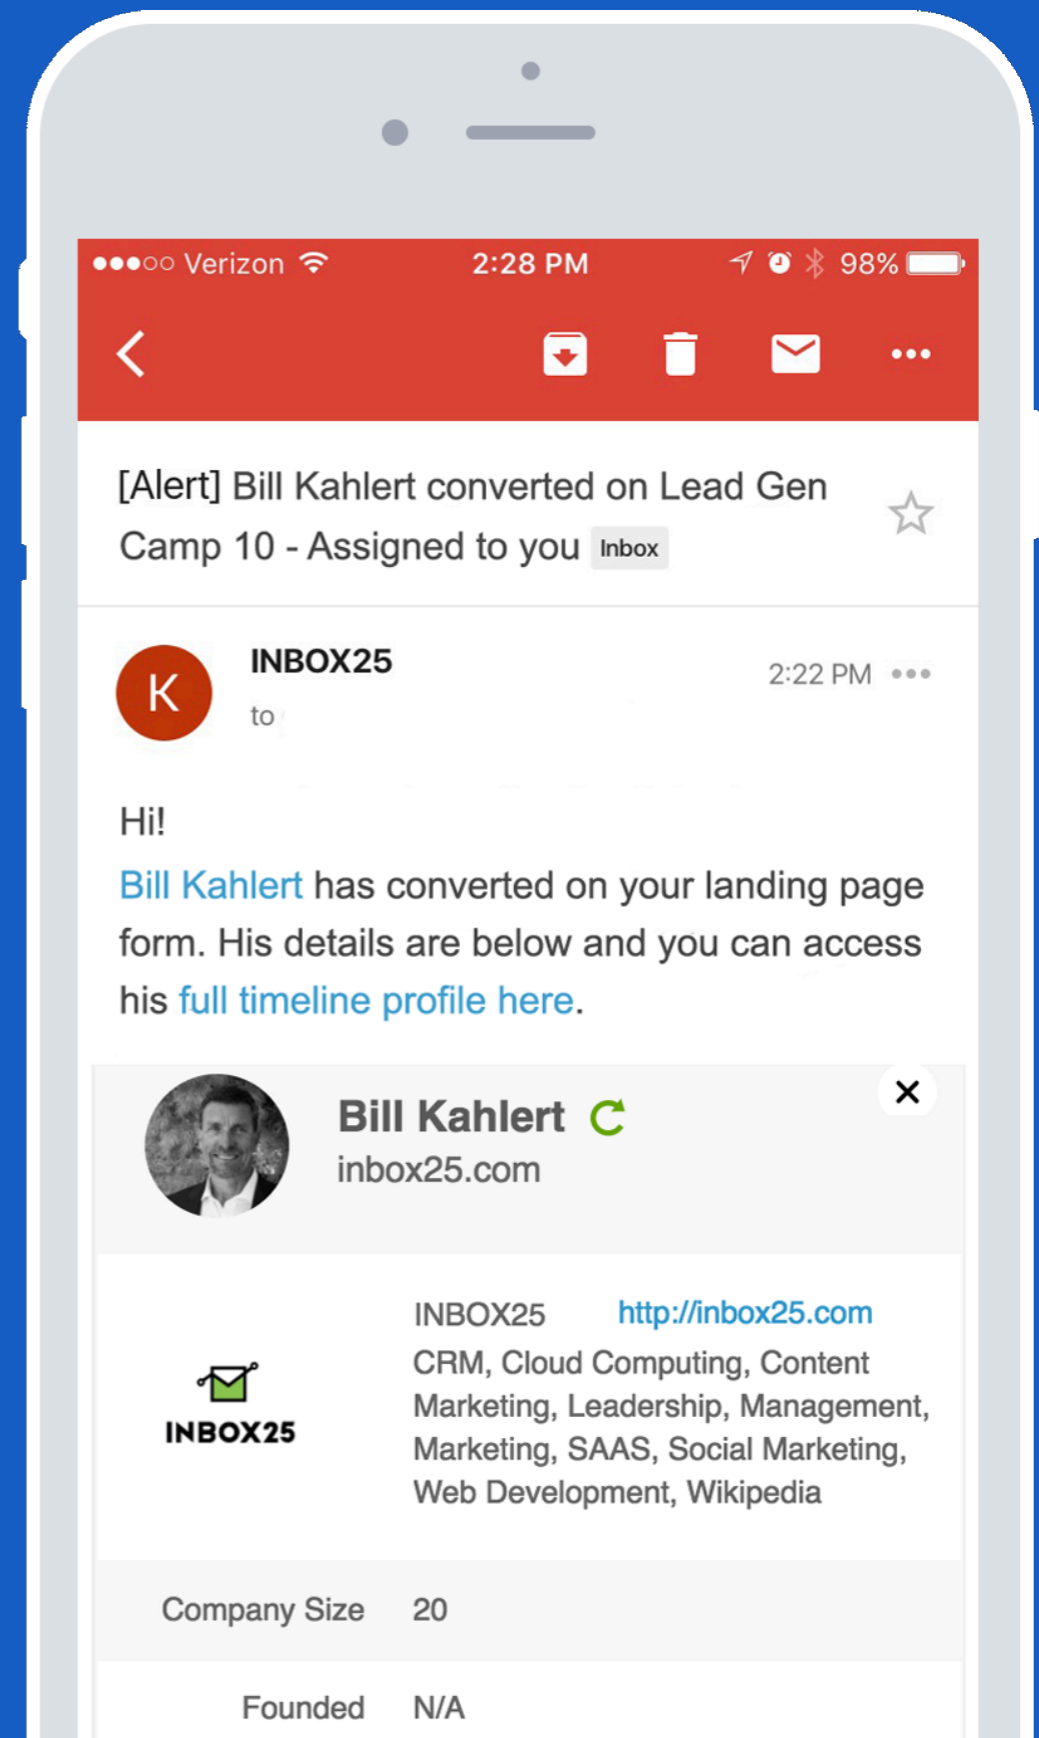 Verizon 2:28 PM 98%
[Alert] Bill Kahlert converted on Lead Gen
Camp 10 - Assigned to you Inbox
K
INBOX25 2:22 PM
to
Hi!
Bill Kahlert has converted on your landing page
form. His details are below and you can access
his full timeline profile here.
Bill Kahlert
inbox25.com
INBOX25
INBOX25 http://inbox25.com
CRM, Cloud Computing, Content
Marketing, Leadership, Management,
Marketing, SAAS, Social Marketing,
Web Development, Wikipedia
Company Size 20
Founded N/A